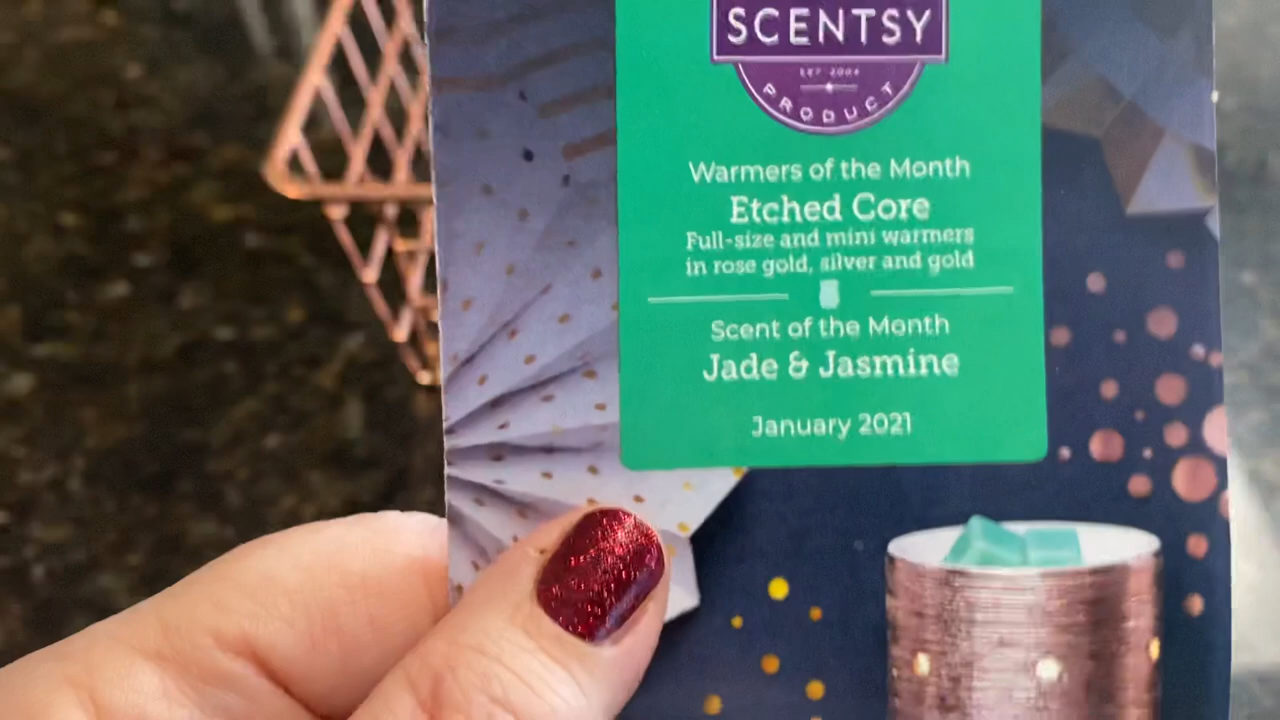 SCENTSY
EST 2004
PRODUCT
Warmers of the Month
Etched Core
Full-size and mini warmers
in rose gold, silver and gold
Scent of the Month
Jade & Jasmine
January 2021